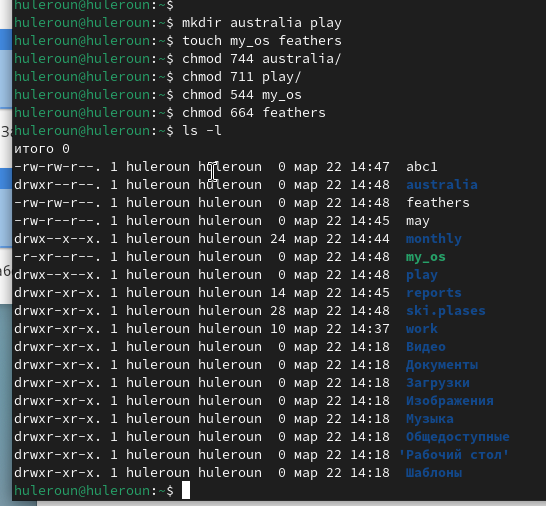 huleroun@huleroun:~$
huleroun@huleroun:~$ mkdir australia play
huleroun@huleroun:~$ touch my_os feathers
huleroun@huleroun:~$ chmod 744 australia/
huleroun@huleroun:~$ chmod 711 play/
huleroun@huleroun:~$ chmod 544 my_os
huleroun@huleroun:~$ chmod 664 feathers
huleroun@huleroun:~$ ls -l
итого 0
-rw-rw-r--. 1 huleroun huleroun  0 мар 22 14:47  abc1
drwxr--r--. 1 huleroun huleroun  0 мар 22 14:48  australia
-rw-rw-r--. 1 huleroun huleroun  0 мар 22 14:48  feathers
-rw-r--r--. 1 huleroun huleroun  0 мар 22 14:45  may
drwx--x--x. 1 huleroun huleroun 24 мар 22 14:44  monthly
-r-xr--r--. 1 huleroun huleroun  0 мар 22 14:48  my_os
drwx--x--x. 1 huleroun huleroun  0 мар 22 14:48  play
drwxr-xr-x. 1 huleroun huleroun 14 мар 22 14:45  reports
drwxr-xr-x. 1 huleroun huleroun 28 мар 22 14:48  ski.plases
drwxr-xr-x. 1 huleroun huleroun 10 мар 22 14:37  work
drwxr-xr-x. 1 huleroun huleroun  0 мар 22 14:18  Видео
drwxr-xr-x. 1 huleroun huleroun  0 мар 22 14:18  Документы
drwxr-xr-x. 1 huleroun huleroun  0 мар 22 14:18  Загрузки
drwxr-xr-x. 1 huleroun huleroun  0 мар 22 14:18  Изображения
drwxr-xr-x. 1 huleroun huleroun  0 мар 22 14:18  Музыка
drwxr-xr-x. 1 huleroun huleroun  0 мар 22 14:18  Общедоступные
drwxr-xr-x. 1 huleroun huleroun  0 мар 22 14:18 'Рабочий стол'
drwxr-xr-x. 1 huleroun huleroun  0 мар 22 14:18  Шаблоны
huleroun@huleroun:~$